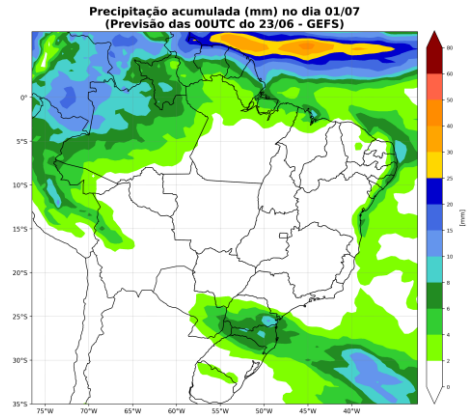 Precipitação acumulada (mm) no dia 01/07
(Previsão das 00UTC do 23/06 - GEFS)
0°
5°S
10°S
15°S
20°S
25°S
30°S
35°S
75°W
70°W
65°W
60°W
55°W
50°W
45°W
40°W
80
60
50
40
30
25
20
15
10
8
6
4
2
0
[mm]